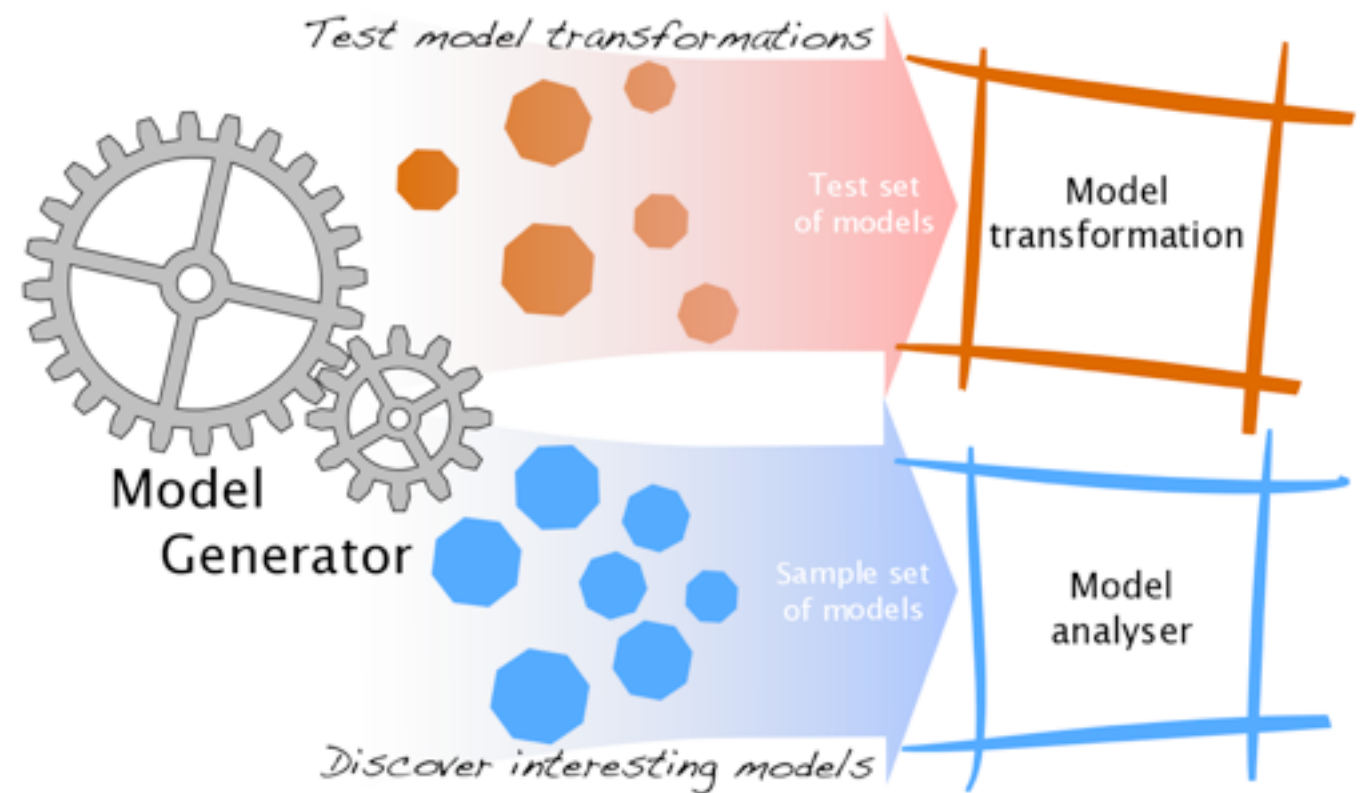 Test model transformations
Test set
of models
Model
transformation
Model
Generator
Sample set
of models
Model
analyser
Discover interesting models